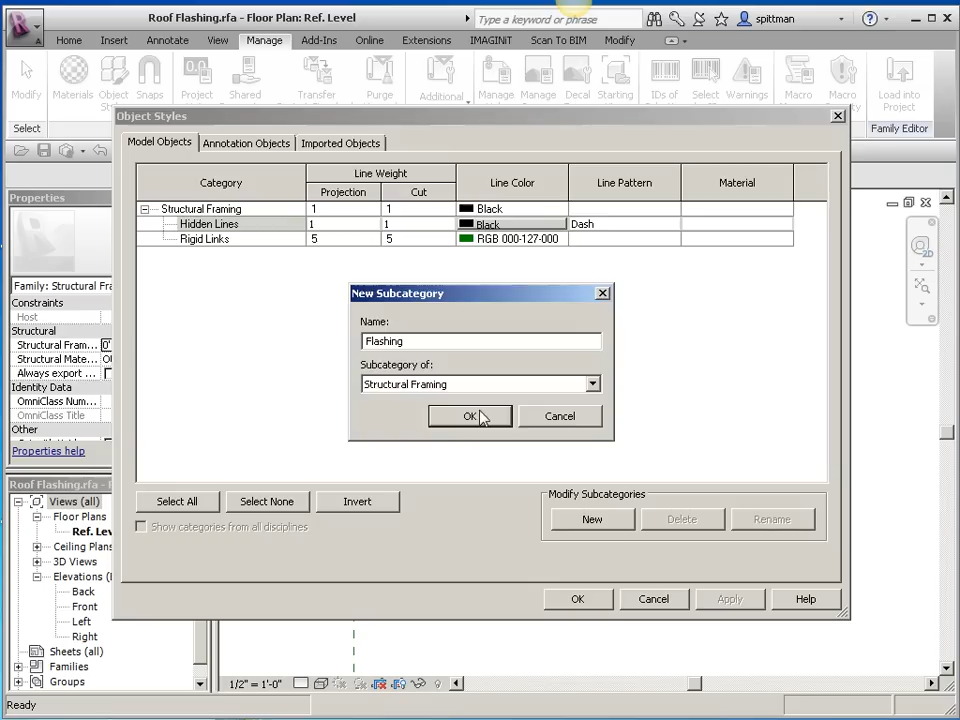 Roof Flashing.rfa - Floor Plan: Ref. Level
Type a keyword or phrase
spittman
Home Insert Annotate View Manage Add-Ins Online Extensions IMAGINiT Scan To BIM Modify
Modify Materials Object Snaps Project Shared Transfer Purge Additional Manage Manage Decal Starting IDs of Select Warnings Macro Macro Load into
Project
Select
Family Editor
Object Styles
Model Objects Annotation Objects Imported Objects
Category Line Weight Line Color Line Pattern Material
Projection Cut
Structural Framing 1 1 Black
Hidden Lines 1 1 Black Dash
Rigid Links 5 5 RGB 000-127-000
New Subcategory
Name:
Flashing
Subcategory of:
Structural Framing
OK Cancel
Select All Select None Invert
Show categories from all disciplines
Modify Subcategories
New Delete Rename
OK Cancel Apply Help
Properties
Family: Structural Fra
Constraints
Host
Structural
Structural Fram... 0'
Structural Mate...
Always export ...
Identity Data
OmniClass Num...
OmniClass Title
Other
Properties help
Roof Flashing.rfa
Views (all)
Floor Plans
Ref. Lev
Ceiling Plans
3D Views
Elevations (
Back
Front
Left
Right
Sheets (all)
Families
Groups
1/2" = 1'-0"
2D
Ready